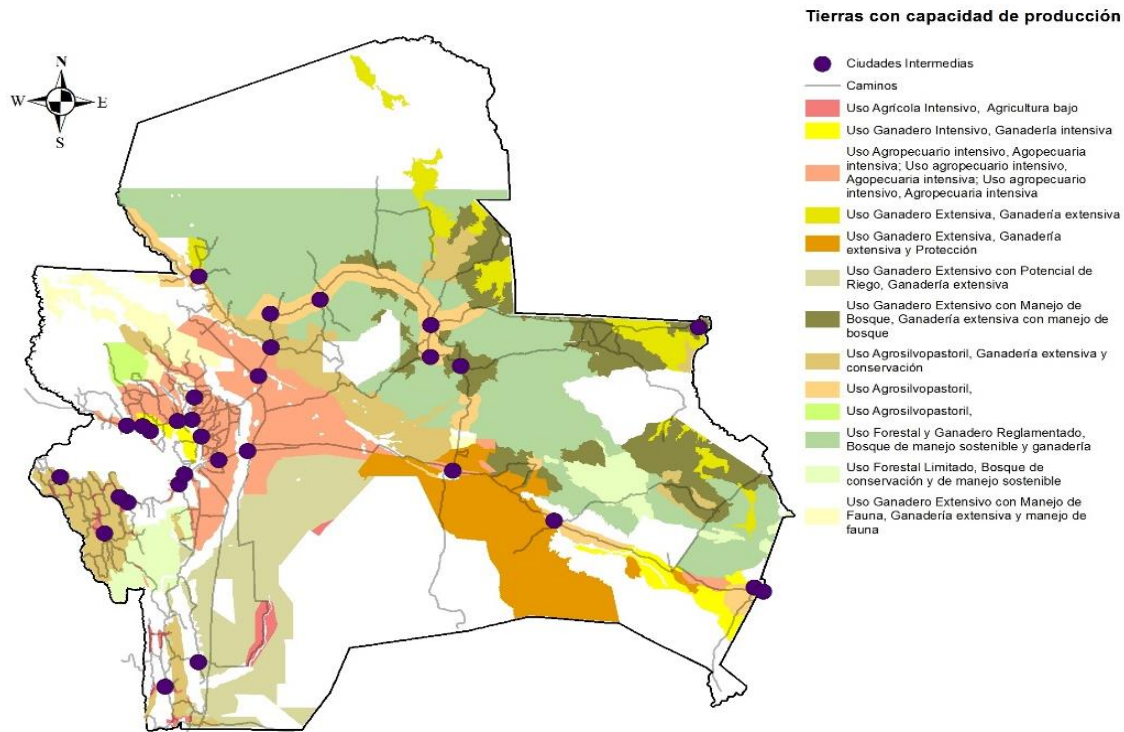 Tierras con capacidad de producción
N
W E
S
Ciudades Intermedias
Caminos
Uso Agrícola Intensivo, Agricultura bajo
Uso Ganadero Intensivo, Ganadería intensiva
Uso Agropecuario intensivo, Agopecuaria
intensiva; Uso agropecuario intensivo,
Agopecuaria intensiva; Uso agropecuario
intensivo, Agropecuaria intensiva
Uso Ganadero Extensiva, Ganadería extensiva
Uso Ganadero Extensiva, Ganadería
extensiva y Protección
Uso Ganadero Extensivo con Potencial de
Riego, Ganadería extensiva
Uso Ganadero Extensivo con Manejo de
Bosque, Ganadería extensiva con manejo de
bosque
Uso Agrosilvopastoril, Ganadería extensiva y
conservación
Uso Agrosilvopastoril,
Uso Agrosilvopastoril,
Uso Forestal y Ganadero Reglamentado,
Bosque de manejo sostenible y ganadería
Uso Forestal Limitado, Bosque de
conservación y de manejo sostenible
Uso Ganadero Extensivo con Manejo de
Fauna, Ganadería extensiva y manejo de
fauna